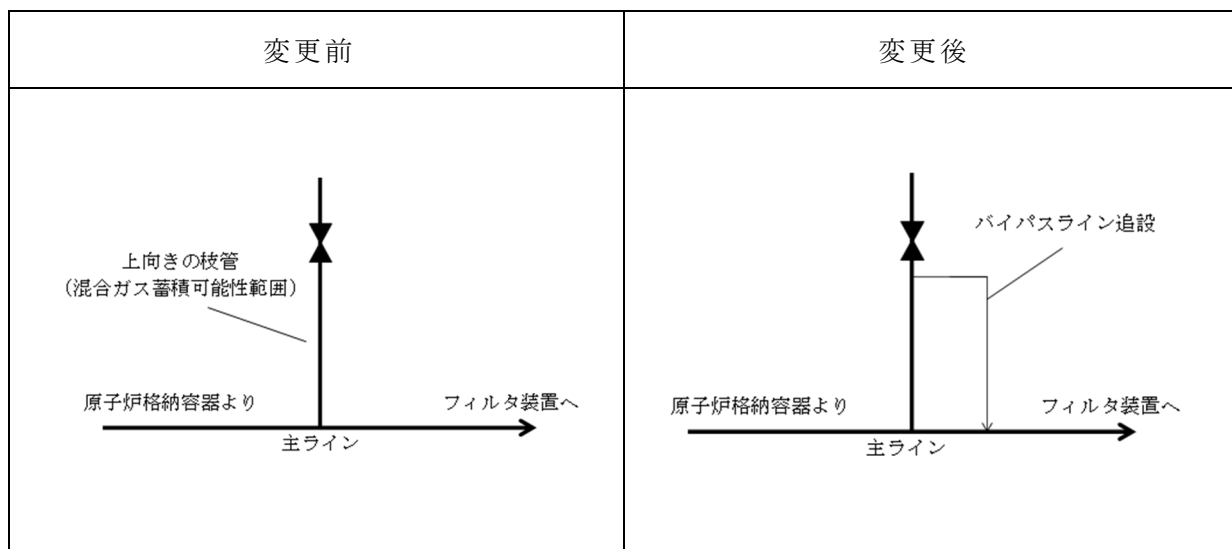 変更前
変更後
上向きの枝管
（混合ガス蓄積可能性範囲）
原子炉格納容器より
フィルタ装置へ
主ライン
バイパスライン追設
原子炉格納容器より
フィルタ装置へ
主ライン